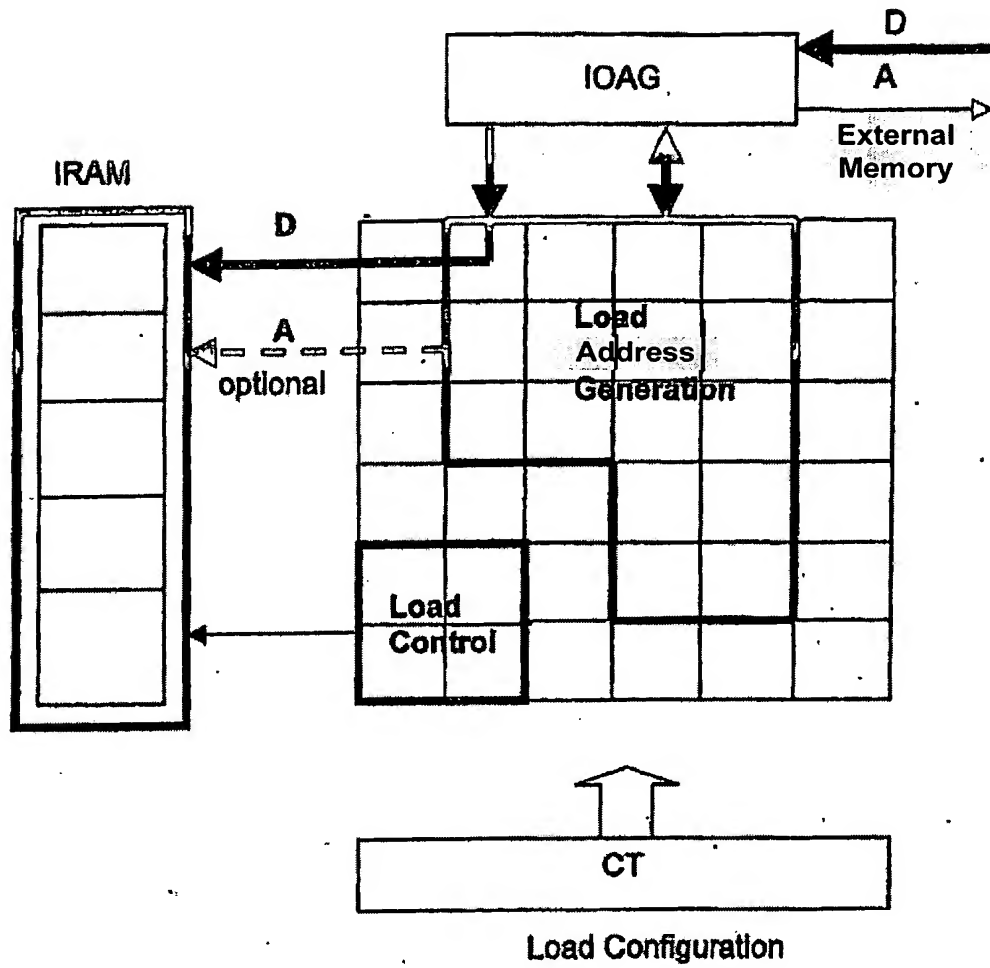 D
IOAG
A
External
Memory
IRAM
D
Load
Address
Generation
A
optional
Load
Control
CT
Load Configuration